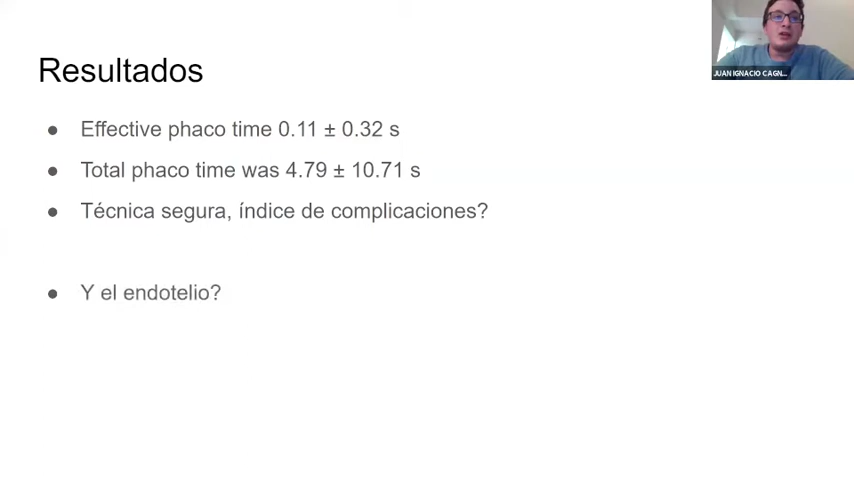 Resultados
Effective phaco time 0.11 ± 0.32 s
Total phaco time was 4.79 ± 10.71 s
Técnica segura, índice de complicaciones?
Y el endotelio?
JUAN IGNACIO CAGN...